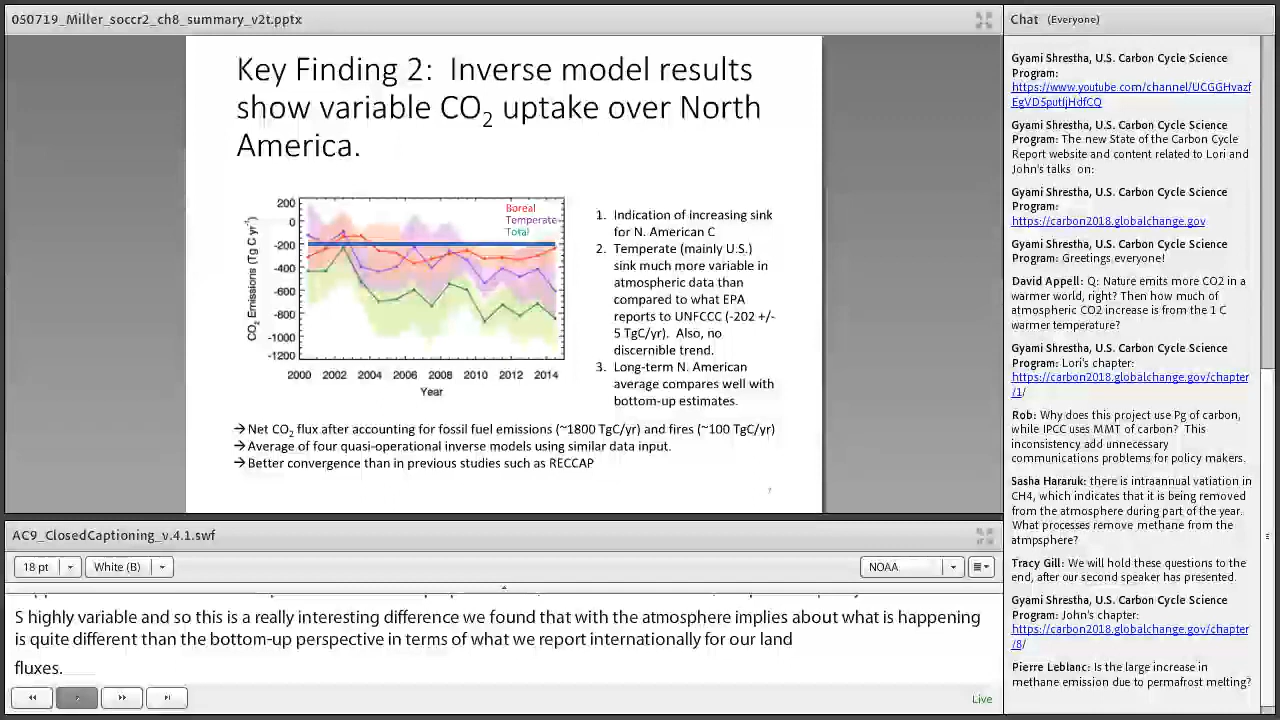 050719_Miller_soccr2_ch8_summary_v2t.pptx
Key Finding 2: Inverse model results
show variable CO2 uptake over North
America.
CO2 Emissions (Tg C yr-1)
200
0
-200
-400
-600
-800
-1000
-1200
Boreal
Temperate
Total
2000 2002 2004 2006 2008 2010 2012 2014
Year
1. Indication of increasing sink
for N. American C
2. Temperate (mainly U.S.)
sink much more variable in
atmospheric data than
compared to what EPA
reports to UNFCCC (-202 +/-
5 TgC/yr). Also, no
discernible trend.
3. Long-term N. American
average compares well with
bottom-up estimates.
→Net CO2 flux after accounting for fossil fuel emissions (~1800 TgC/yr) and fires (~100 TgC/yr)
→Average of four quasi-operational inverse models using similar data input.
→Better convergence than in previous studies such as RECCAP
7
AC9_ClosedCaptioning_v.4.1.swf
18 pt
White (B)
NOAA
S highly variable and so this is a really interesting difference we found that with the atmosphere implies about what is happening
is quite different than the bottom-up perspective in terms of what we report internationally for our land
fluxes.
Live
Chat (Everyone)
Gyami Shrestha, U.S. Carbon Cycle Science
Program:
https://www.youtube.com/channel/UCGGHvazf
EgVD5putIjHdfCQ
Gyami Shrestha, U.S. Carbon Cycle Science
Program: The new State of the Carbon Cycle
Report website and content related to Lori and
John's talks on:
Gyami Shrestha, U.S. Carbon Cycle Science
Program:
https://carbon2018.globalchange.gov
Gyami Shrestha, U.S. Carbon Cycle Science
Program: Greetings everyone!
David Appell: Q: Nature emits more CO2 in a
warmer world, right? Then how much of
atmospheric CO2 increase is from the 1 C
warmer temperature?
Gyami Shrestha, U.S. Carbon Cycle Science
Program: Lori's chapter:
https://carbon2018.globalchange.gov/chapter
/1/
Rob: Why does this project use Pg of carbon,
while IPCC uses MMT of carbon? This
inconsistency add unnecessary
communications problems for policy makers.
Sasha Hararuk: there is intraannual vatiation in
CH4, which indicates that it is being removed
from the atmosphere during part of the year.
What processes remove methane from the
atmpsphere?
Tracy Gill: We will hold these questions to the
end, after our second speaker has presented.
Gyami Shrestha, U.S. Carbon Cycle Science
Program: John's chapter:
https://carbon2018.globalchange.gov/chapter
/8/
Pierre Leblanc: Is the large increase in
methane emission due to permafrost melting?